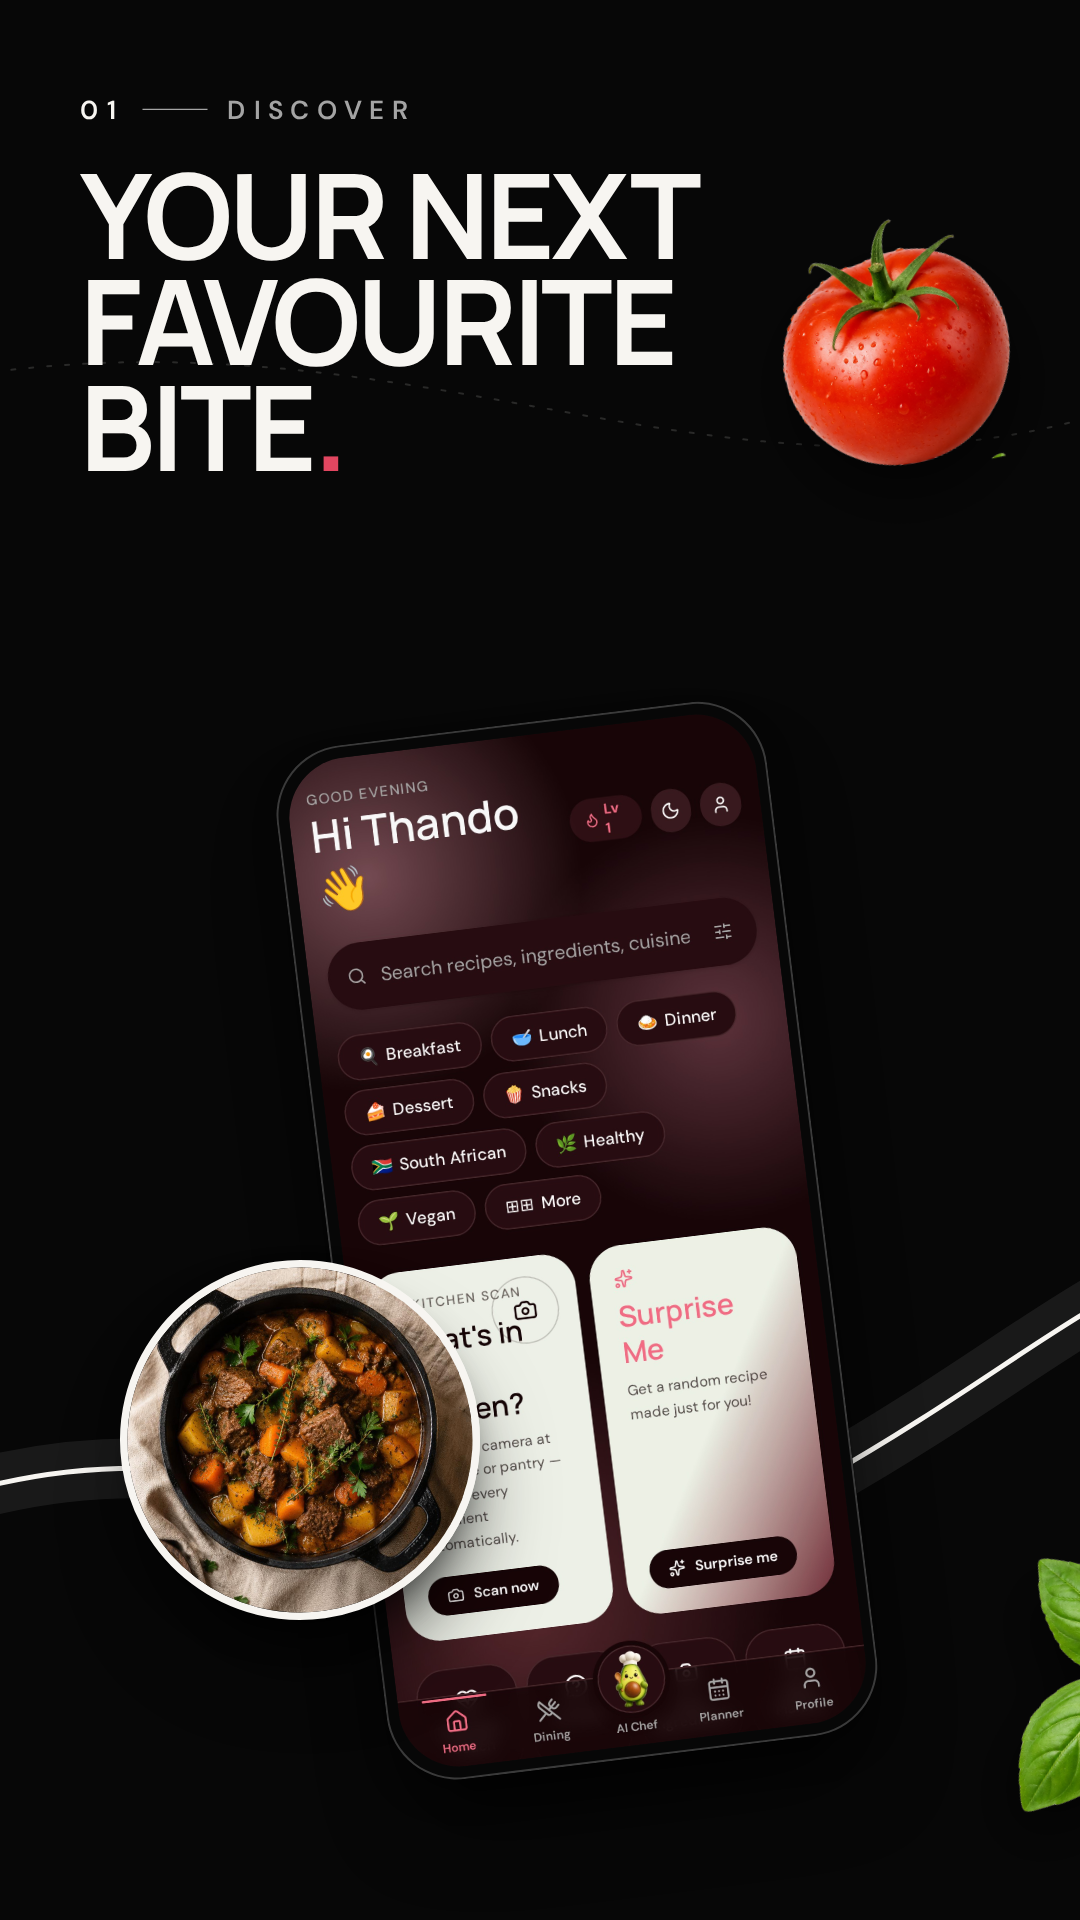 01 DISCOVER
YOUR NEXT
FAVOURITE
BITE.
GOOD EVENING
Hi Thando
Lv
1
Search recipes, ingredients, cuisine
Breakfast
Lunch
Dinner
Dessert
Snacks
South African
Healthy
Vegan
More
KITCHEN SCAN
at's in
en?
camera at
or pantry —
every
omatically.
Scan now
Surprise
Me
Get a random recipe
made just for you!
Surprise me
Home
Dining
AI Chef
Planner
Profile